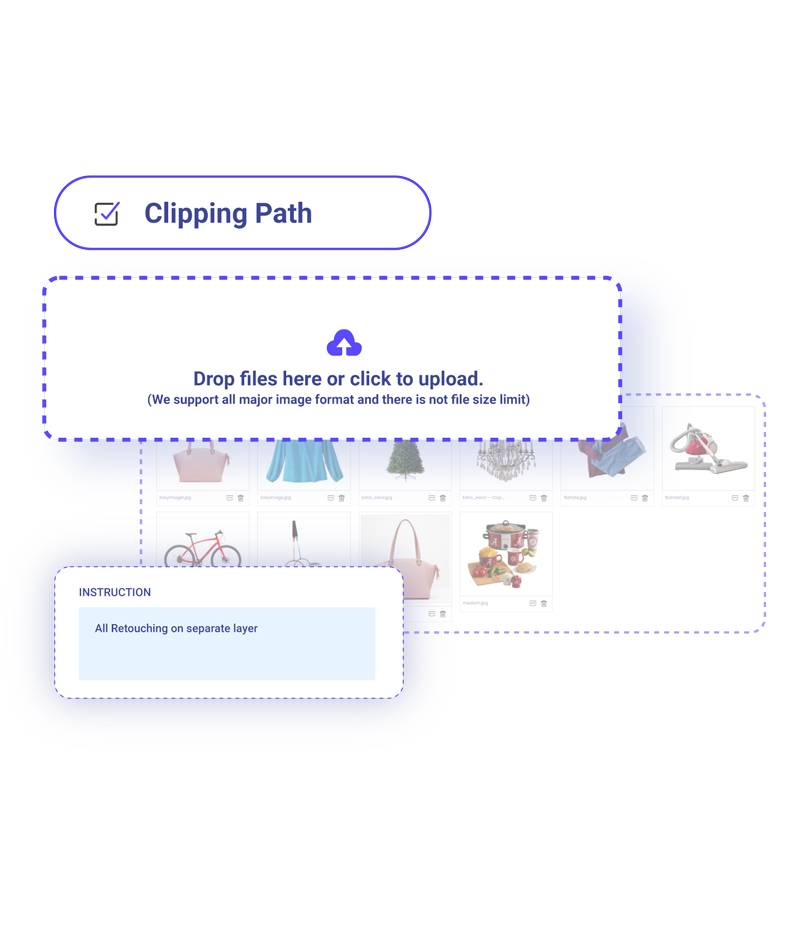 Clipping Path
Drop files here or click to upload.
(We support all major image format and there is not file size limit)
INSTRUCTION
All Retouching on separate layer